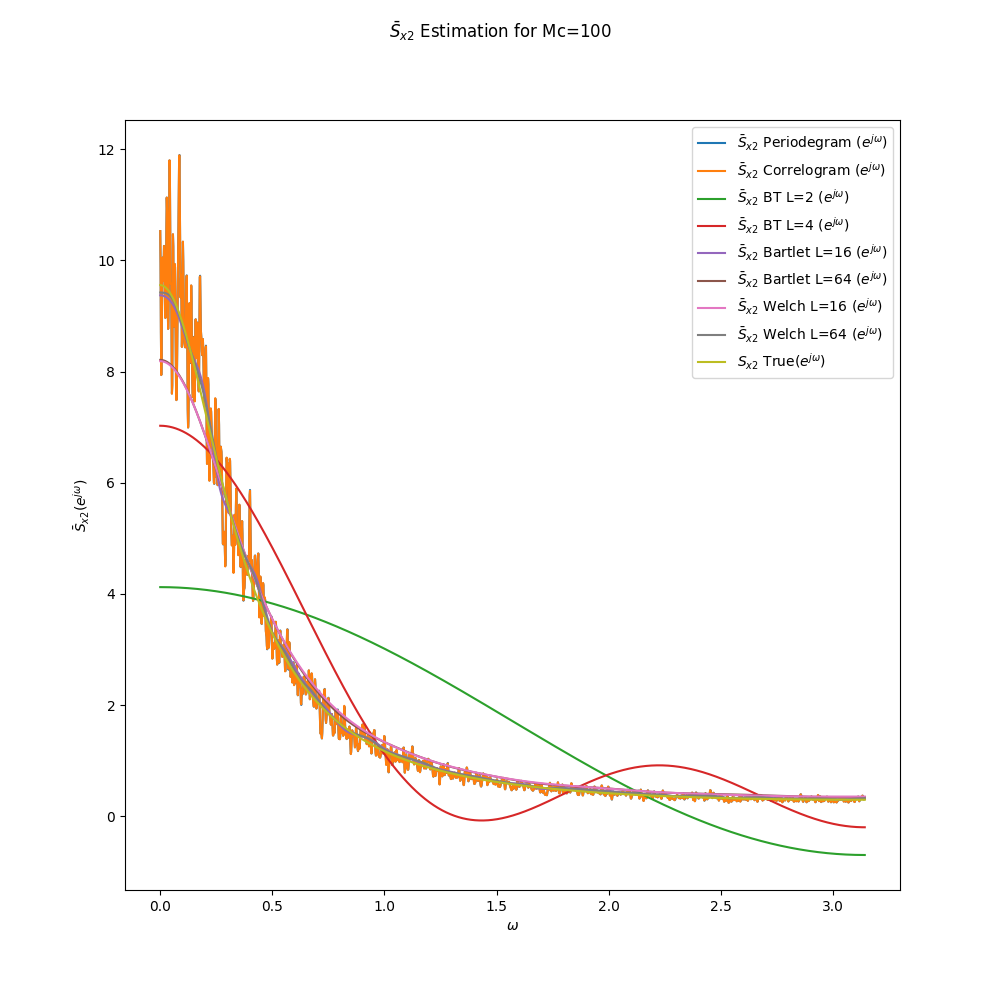 S̄ₓ₂ Estimation for Mc=100
S̄ₓ₂ Periodegram (e^{jω})
S̄ₓ₂ Correlogram (e^{jω})
S̄ₓ₂ BT L=2 (e^{jω})
S̄ₓ₂ BT L=4 (e^{jω})
S̄ₓ₂ Bartlet L=16 (e^{jω})
S̄ₓ₂ Bartlet L=64 (e^{jω})
S̄ₓ₂ Welch L=16 (e^{jω})
S̄ₓ₂ Welch L=64 (e^{jω})
Sₓ₂ True(e^{jω})
12
10
8
6
4
2
0
S̄ₓ₂(e^{jω})
0.0 0.5 1.0 1.5 2.0 2.5 3.0
ω